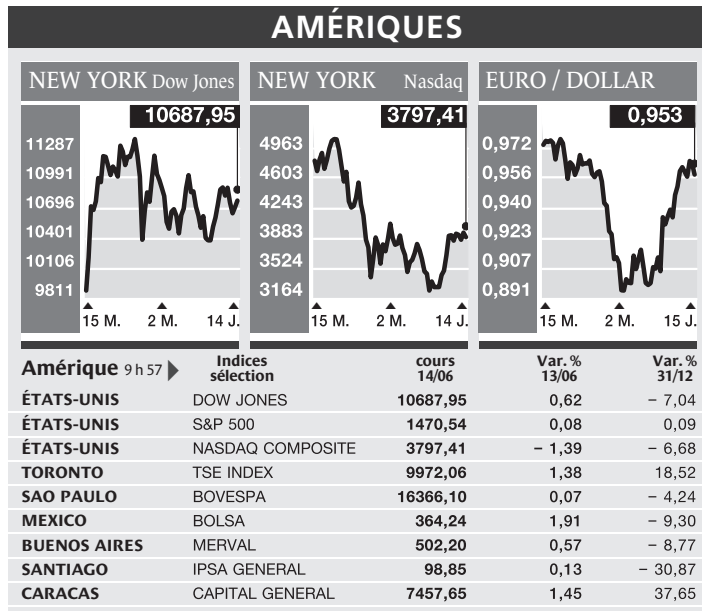 AMÉRIQUES
NEW YORK Dow Jones
10687,95
11287
10991
10696
10401
10106
9811
15 M. 2 M. 14 J.
NEW YORK Nasdaq
3797,41
4963
4603
4243
3883
3524
3164
15 M. 2 M. 14 J.
EURO / DOLLAR
0,953
0,972
0,956
0,940
0,923
0,907
0,891
15 M. 2 M. 15 J.
Amérique 9 h 57 Indices sélection cours 14/06 Var. % 13/06 Var. % 31/12
ÉTATS-UNIS DOW JONES 10687,95 0,62 – 7,04
ÉTATS-UNIS S&P 500 1470,54 0,08 0,09
ÉTATS-UNIS NASDAQ COMPOSITE 3797,41 – 1,39 – 6,68
TORONTO TSE INDEX 9972,06 1,38 18,52
SAO PAULO BOVESPA 16366,10 0,07 – 4,24
MEXICO BOLSA 364,24 1,91 – 9,30
BUENOS AIRES MERVAL 502,20 0,57 – 8,77
SANTIAGO IPSA GENERAL 98,85 0,13 – 30,87
CARACAS CAPITAL GENERAL 7457,65 1,45 37,65